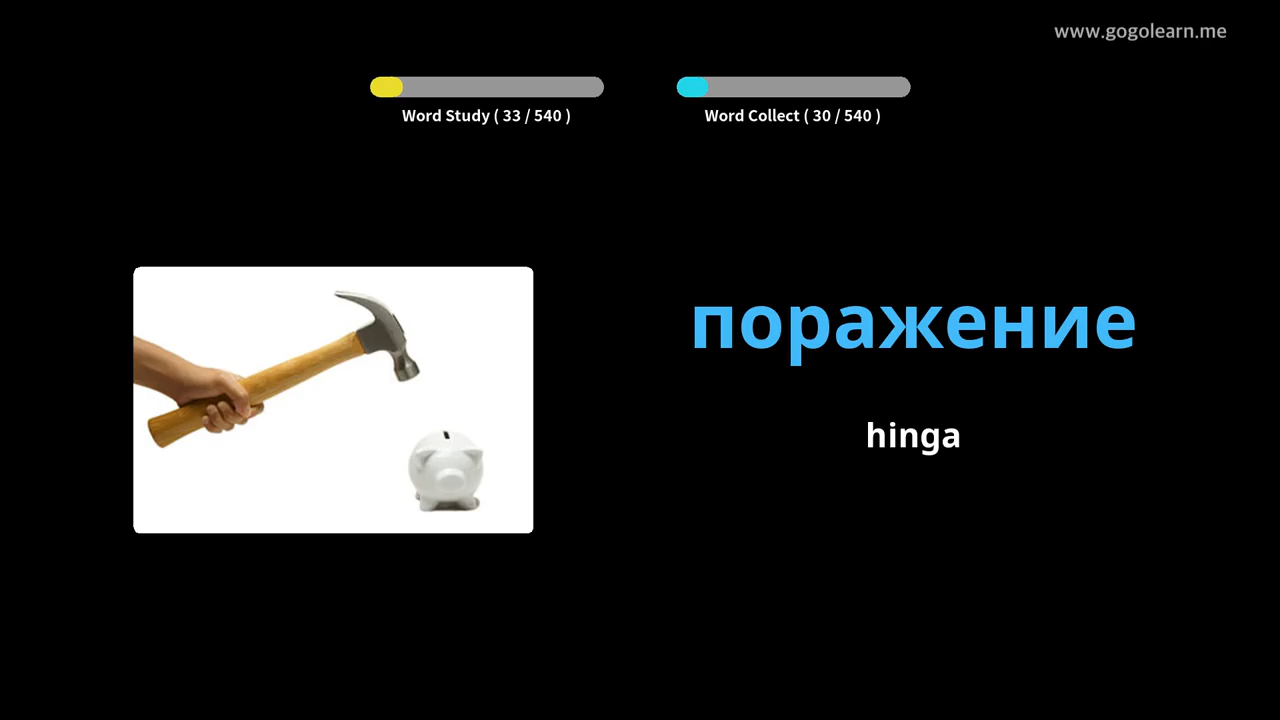 www.gogolearn.me
Word Study ( 33 / 540 )
Word Collect ( 30 / 540 )
поражение
hinga